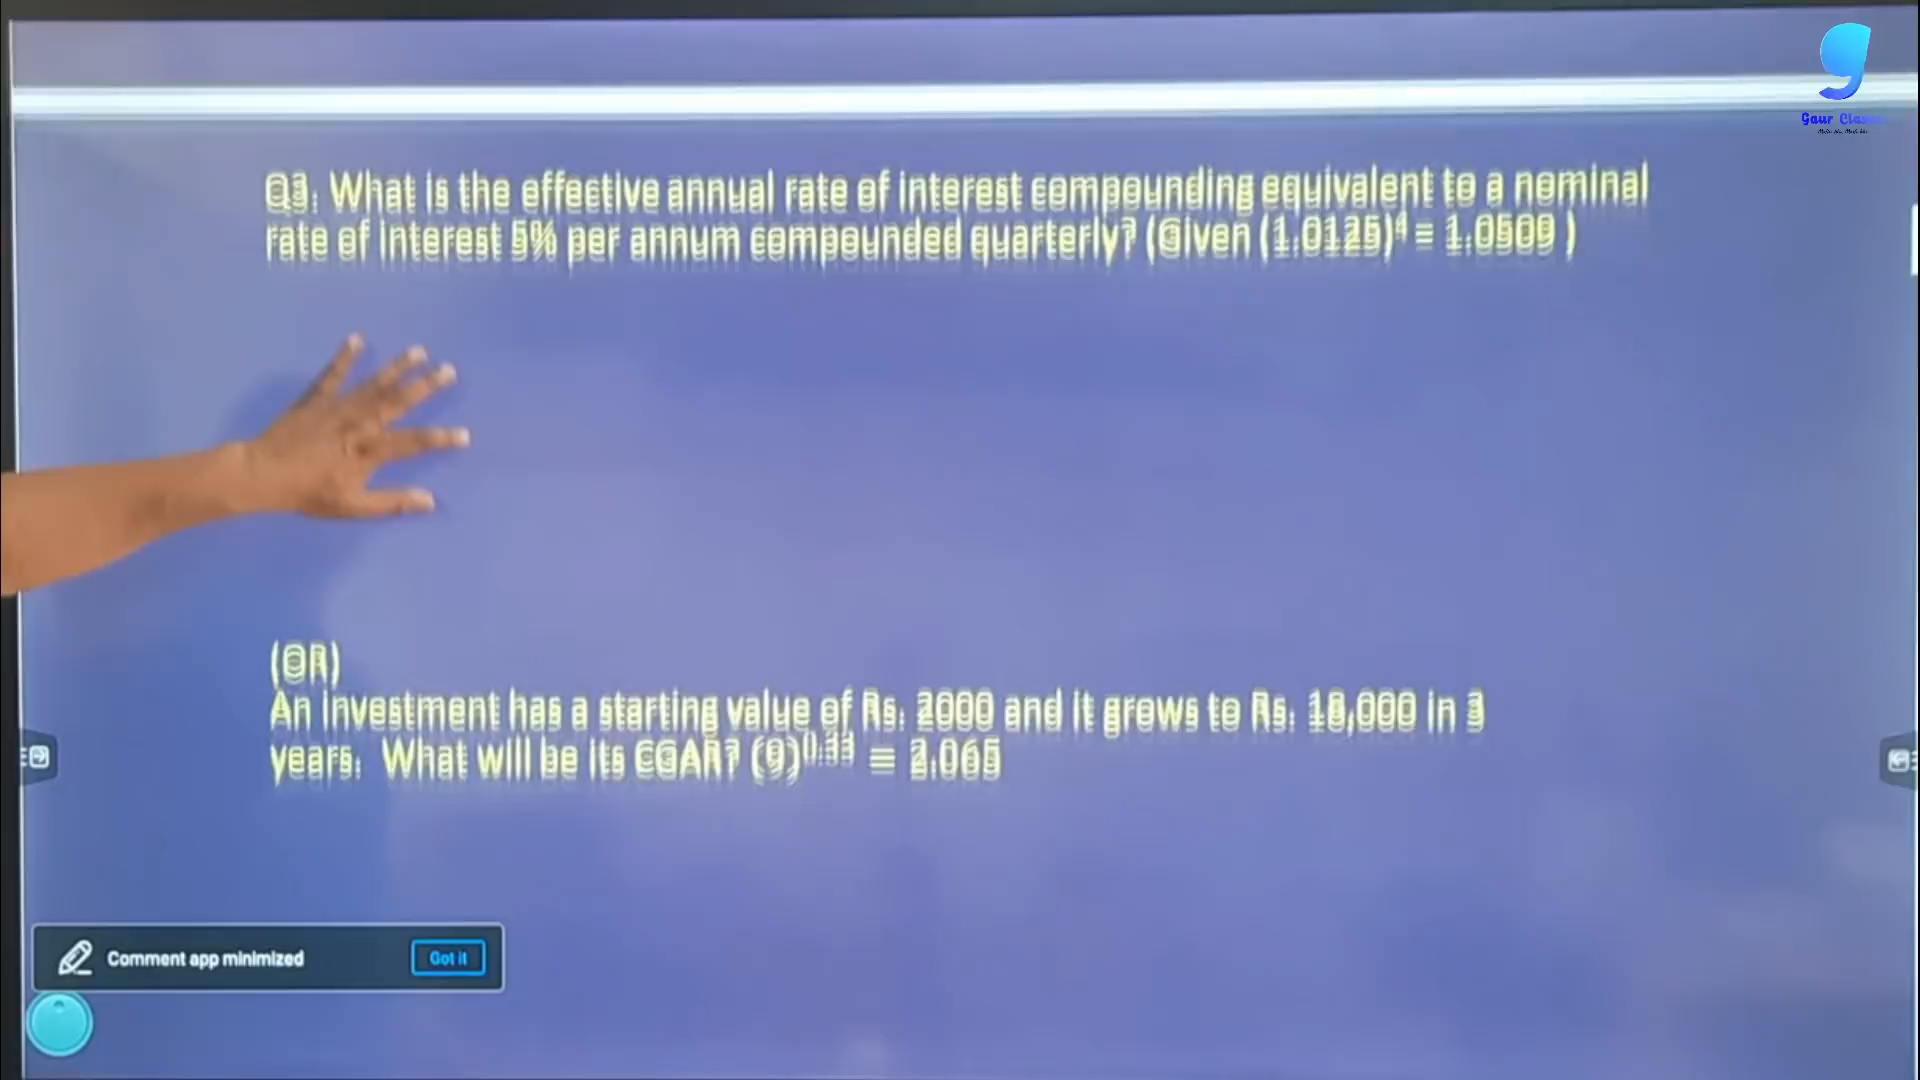 Gaur Classes
Q3. What is the effective annual rate of interest compounding equivalent to a nominal
rate of interest 5% per annum compounded quarterly? (Given (1.0125)⁴ = 1.0509 )
(OR)
An investment has a starting value of Rs. 2000 and it grows to Rs. 18,000 in 3
years. What will be its CGAR? (9)⁰·³³ = 2.065
Comment app minimized
Got it